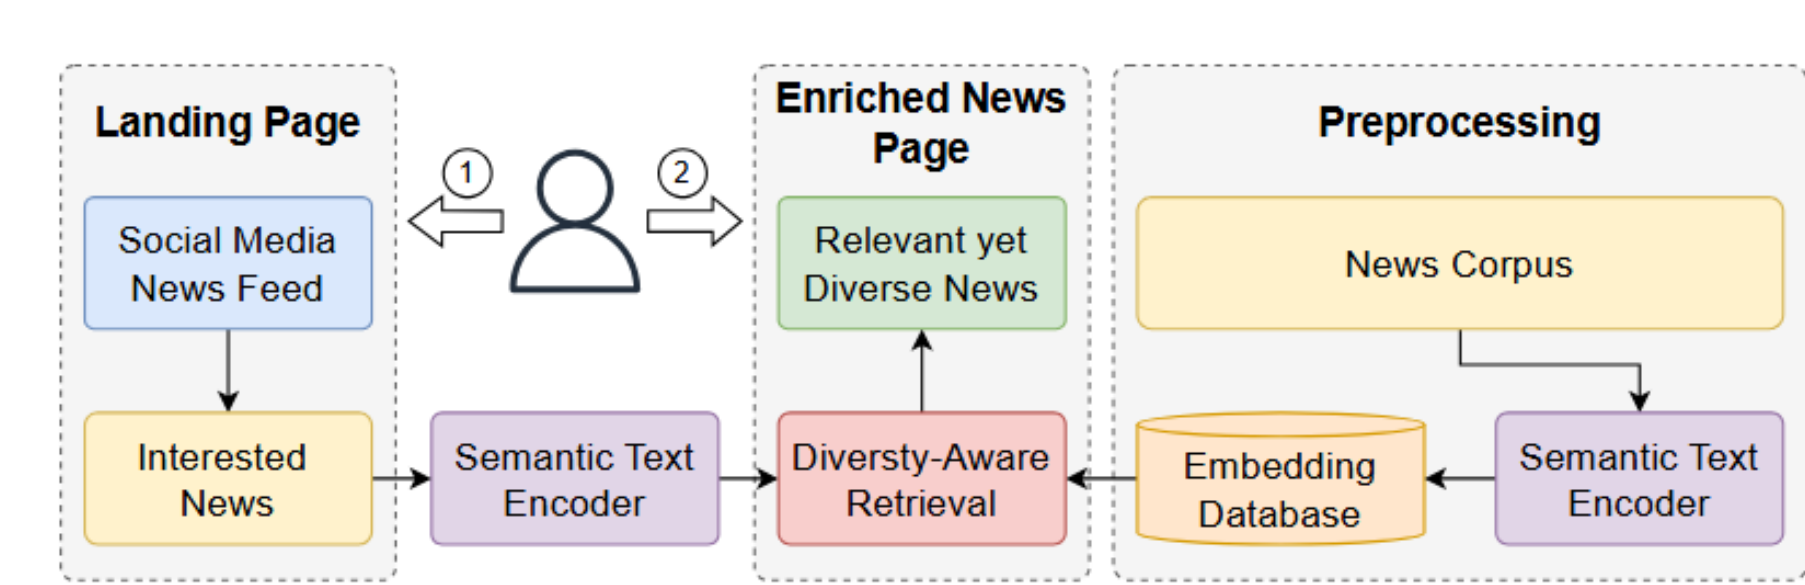 Landing Page
Social Media
News Feed
Interested
News
1
2
Semantic Text
Encoder
Enriched News
Page
Relevant yet
Diverse News
Diversty-Aware
Retrieval
Preprocessing
News Corpus
Embedding
Database
Semantic Text
Encoder